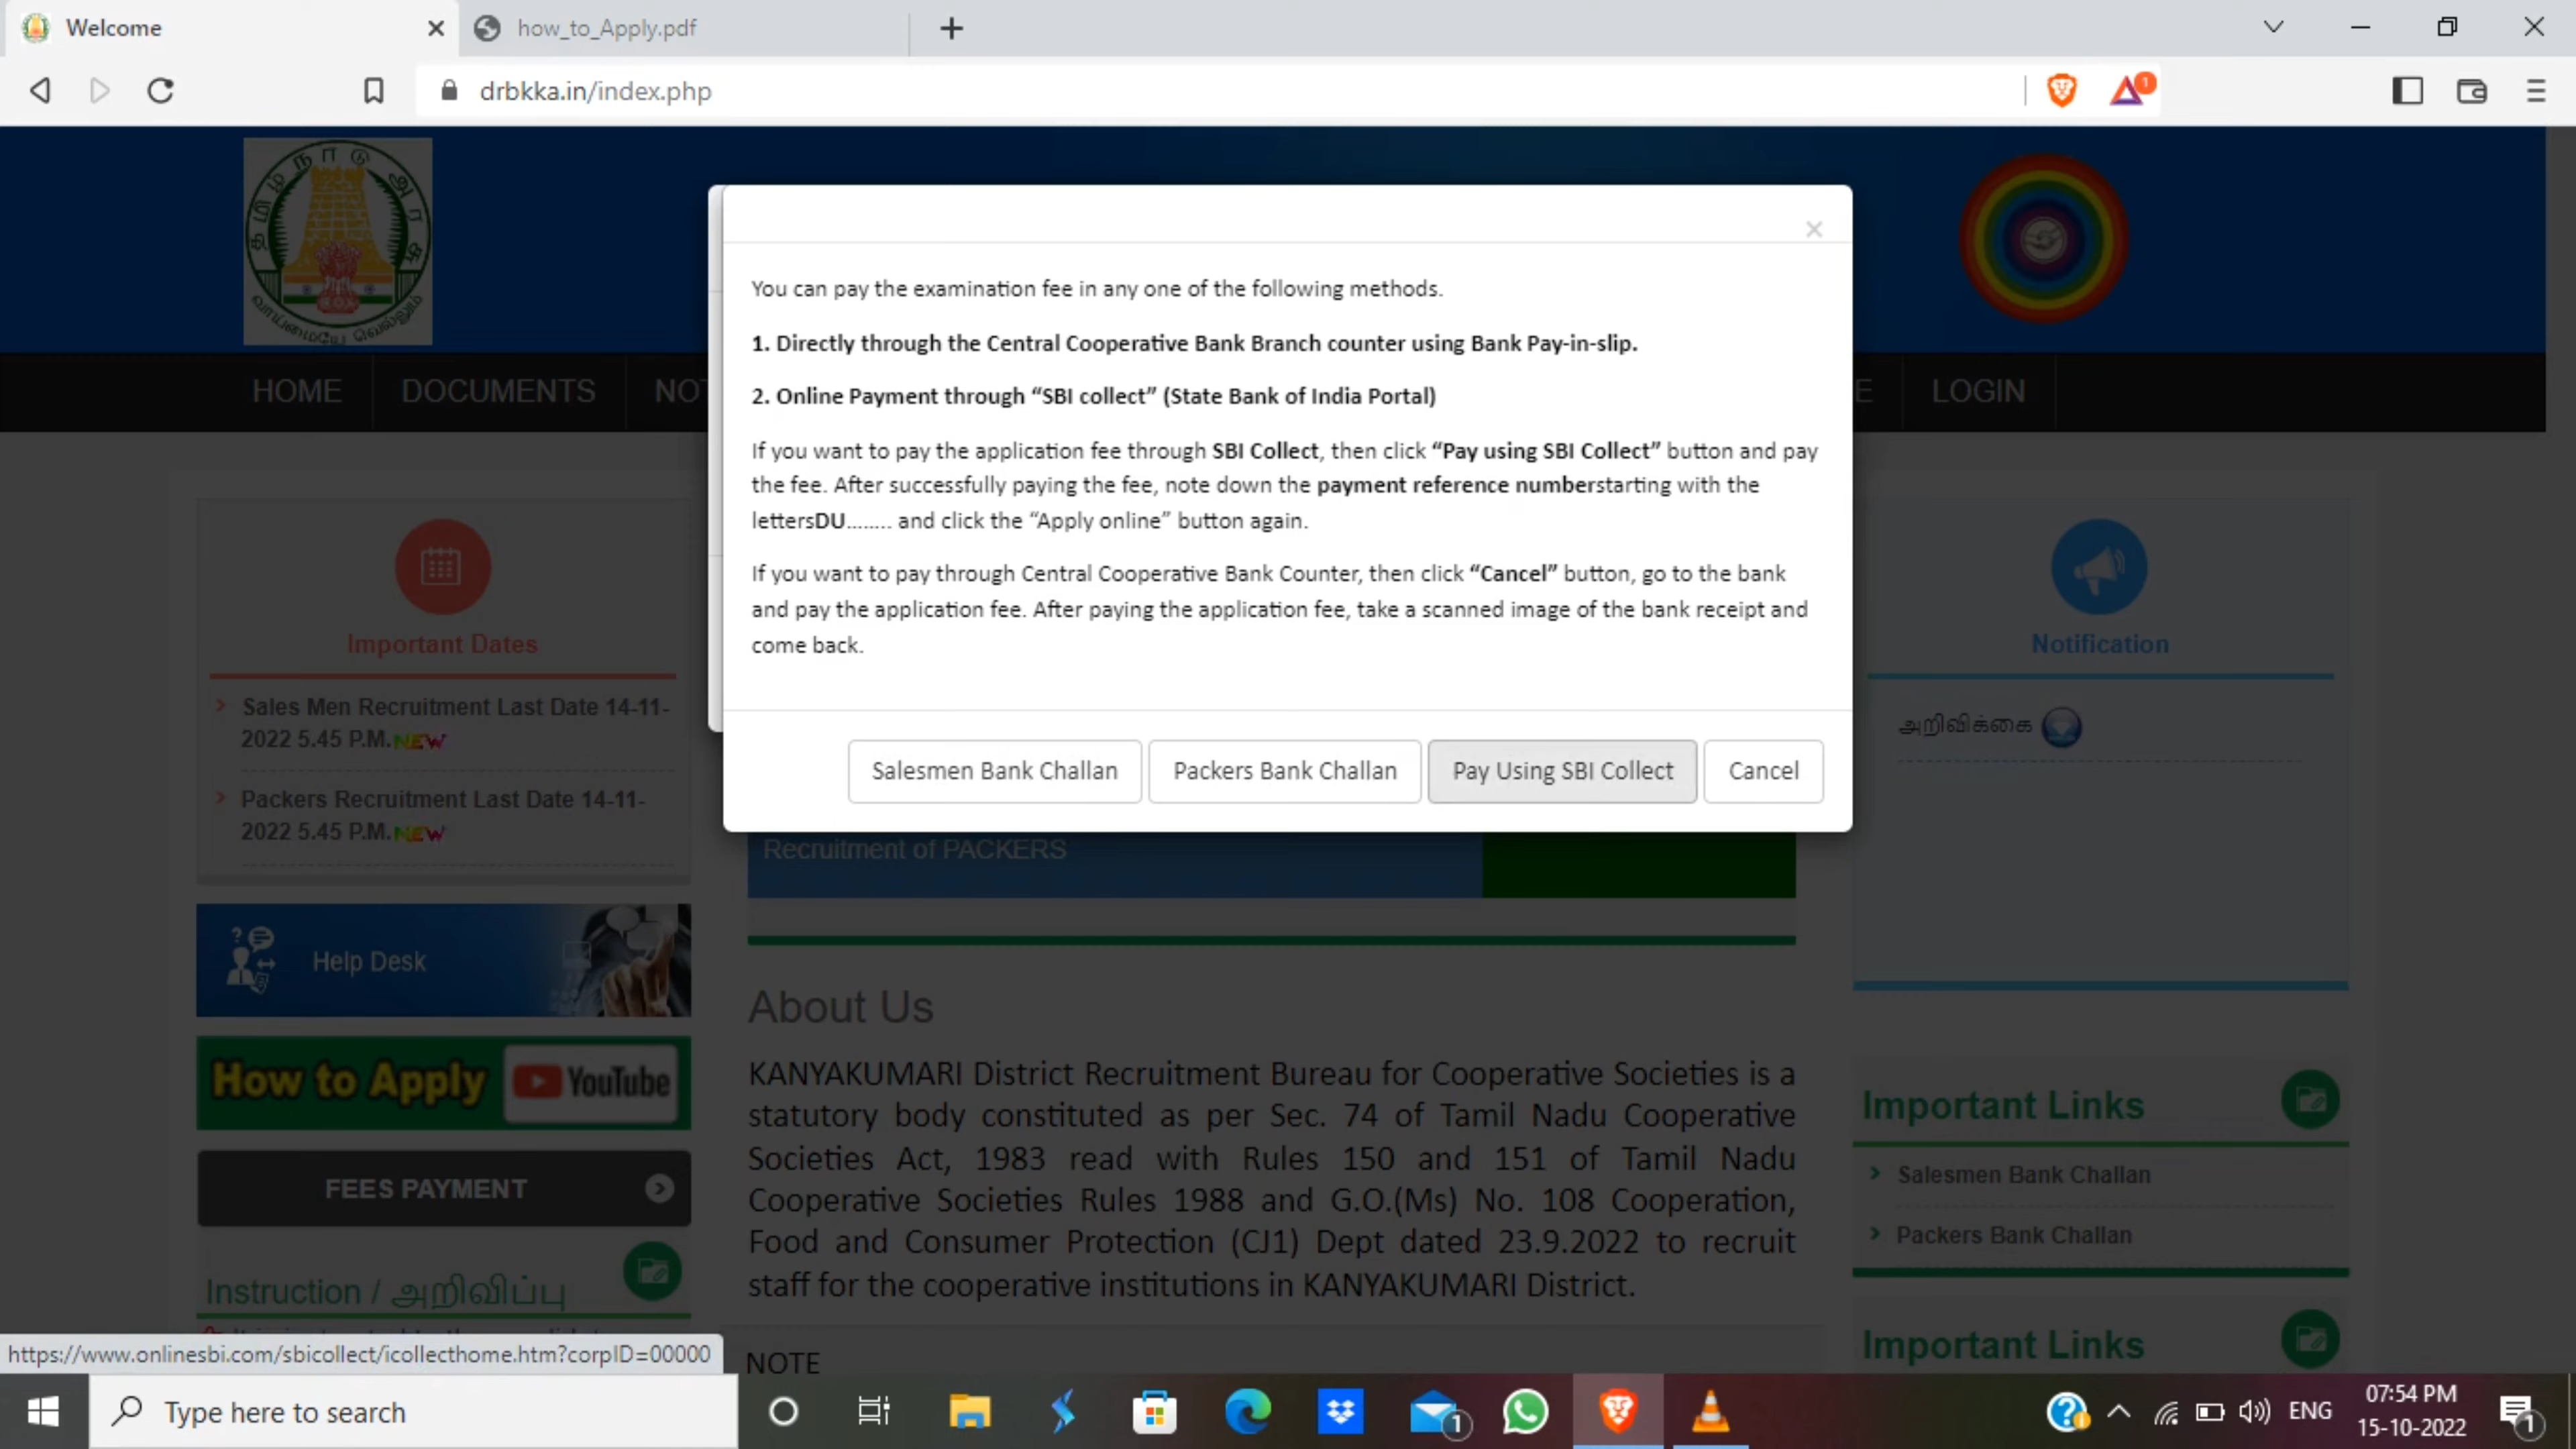 Welcome
how_to_Apply.pdf
drbkka.in/index.php
1
தமிழ்நாடு அரசு
வாய்மையே வெல்லும்
HOME
DOCUMENTS
LOGIN
You can pay the examination fee in any one of the following methods.
1. Directly through the Central Cooperative Bank Branch counter using Bank Pay-in-slip.
2. Online Payment through “SBI collect” (State Bank of India Portal)
If you want to pay the application fee through SBI Collect, then click “Pay using SBI Collect” button and pay
the fee. After successfully paying the fee, note down the payment reference numberstarting with the
lettersDU........ and click the “Apply online” button again.
If you want to pay through Central Cooperative Bank Counter, then click “Cancel” button, go to the bank
and pay the application fee. After paying the application fee, take a scanned image of the bank receipt and
come back.
Salesmen Bank Challan
Packers Bank Challan
Pay Using SBI Collect
Cancel
Important Dates
Sales Men Recruitment Last Date 14-11-
2022 5.45 P.M. NEW
Packers Recruitment Last Date 14-11-
2022 5.45 P.M. NEW
Help Desk
How to Apply YouTube
FEES PAYMENT
Instruction / அறிவிப்பு
Recruitment of PACKERS
About Us
KANYAKUMARI District Recruitment Bureau for Cooperative Societies is a
statutory body constituted as per Sec. 74 of Tamil Nadu Cooperative
Societies Act, 1983 read with Rules 150 and 151 of Tamil Nadu
Cooperative Societies Rules 1988 and G.O.(Ms) No. 108 Cooperation,
Food and Consumer Protection (CJ1) Dept dated 23.9.2022 to recruit
staff for the cooperative institutions in KANYAKUMARI District.
NOTE
Notification
அறிவிக்கை
Important Links
Salesmen Bank Challan
Packers Bank Challan
Important Links
https://www.onlinesbi.com/sbicollect/icollecthome.htm?corpID=00000
Type here to search
1
ENG
07:54 PM
15-10-2022
1